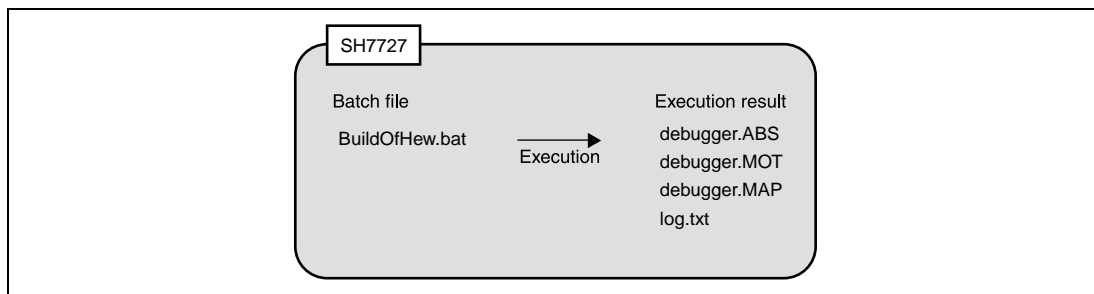 SH7727
Batch file
BuildOfHew.bat
Execution
Execution result
debugger.ABS
debugger.MOT
debugger.MAP
log.txt